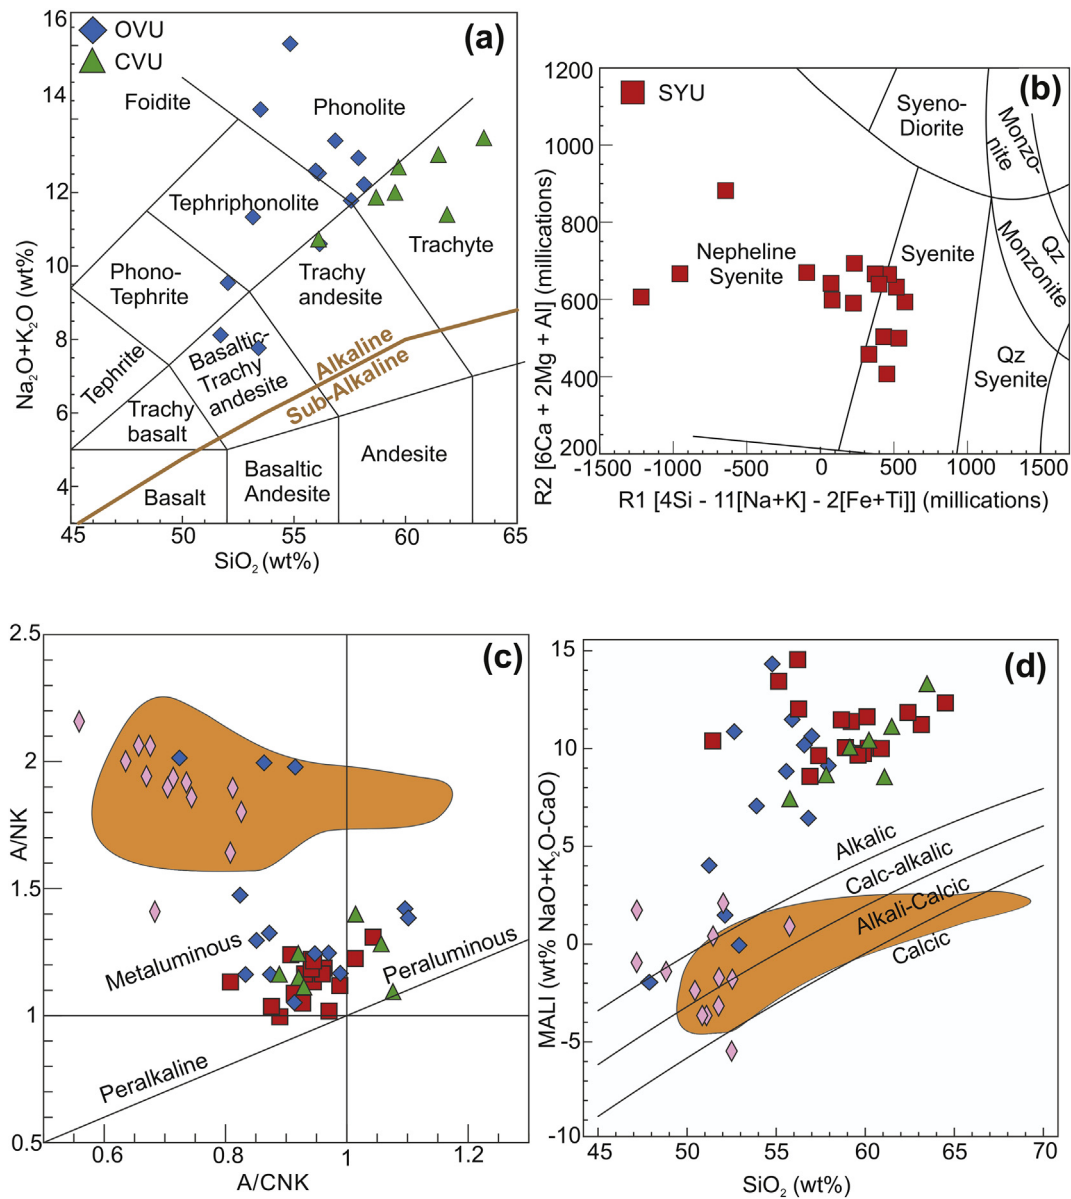 (a)
OVU
CVU
16
14
12
10
8
6
4
Na₂O+K₂O (wt%)
Foidite
Phonolite
Tephriphonolite
Trachyte
Phono-
Tephrite
Trachy
andesite
Tephrite
Basaltic-
Trachy
andesite
Alkaline
Sub-Alkaline
Trachy
basalt
Andesite
Basaltic
Andesite
Basalt
45 50 55 60 65
SiO₂ (wt%)
(b)
SYU
1200
1000
800
600
400
200
R2 [6Ca + 2Mg + Al] (millications)
Syeno-
Diorite
Monzo-
nite
Nepheline
Syenite
Syenite
Qz
Monzonite
Qz
Syenite
-1500 -1000 -500 0 500 1000 1500
R1 [4Si - 11[Na+K] - 2[Fe+Ti]] (millications)
(c)
2.5
2
1.5
1
0.5
A/NK
Metaluminous
Peraluminous
Peralkaline
0.6 0.8 1 1.2
A/CNK
(d)
15
10
5
0
-5
-10
MALI (wt% NaO+K₂O-CaO)
Alkalic
Calc-alkalic
Alkali-Calcic
Calcic
45 50 55 60 65 70
SiO₂ (wt%)